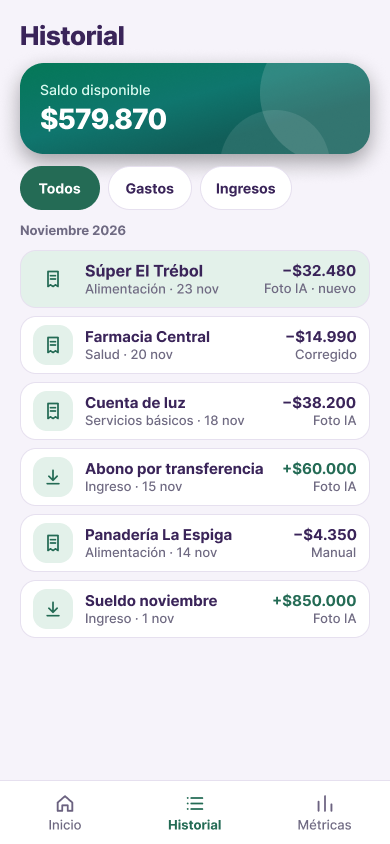 Historial
Saldo disponible
$579.870
Todos
Gastos
Ingresos
Noviembre 2026
Súper El Trébol
−$32.480
Alimentación · 23 nov
Foto IA · nuevo
Farmacia Central
−$14.990
Salud · 20 nov
Corregido
Cuenta de luz
−$38.200
Servicios básicos · 18 nov
Foto IA
Abono por transferencia
+$60.000
Ingreso · 15 nov
Foto IA
Panadería La Espiga
−$4.350
Alimentación · 14 nov
Manual
Sueldo noviembre
+$850.000
Ingreso · 1 nov
Foto IA
Inicio
Historial
Métricas